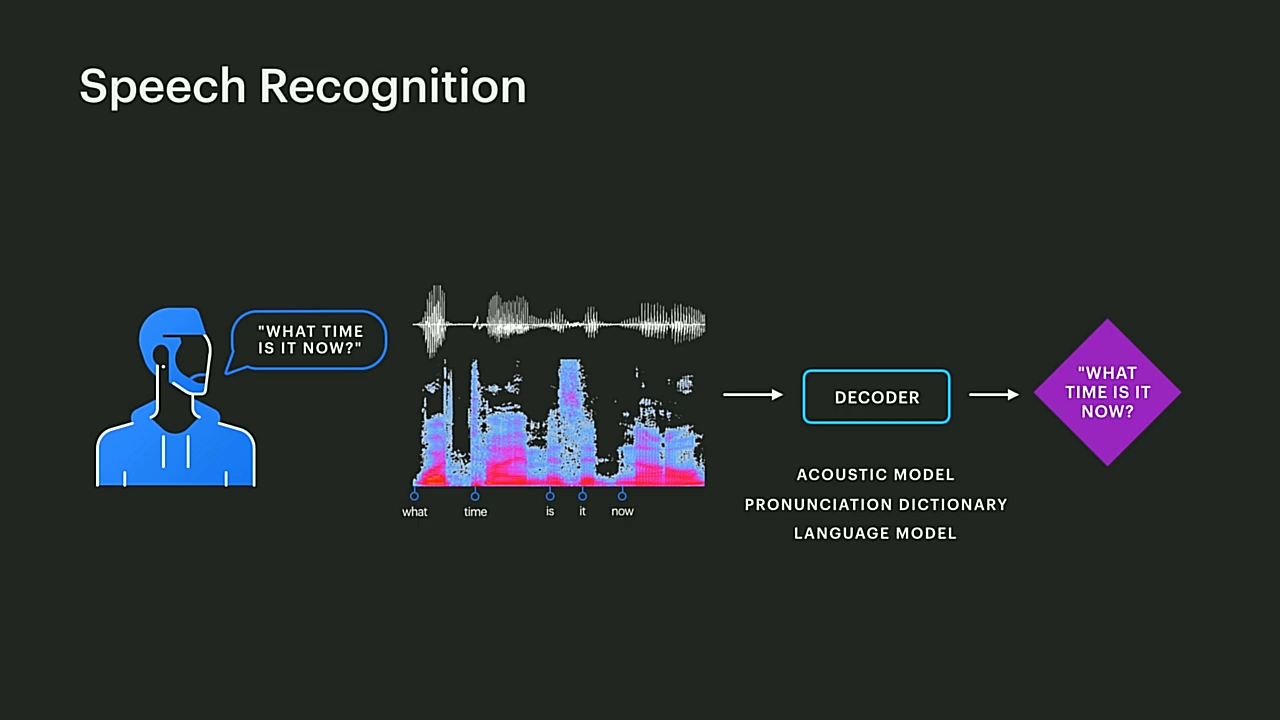 Speech Recognition
"WHAT TIME
IS IT NOW?"
what time is it now
DECODER
ACOUSTIC MODEL
PRONUNCIATION DICTIONARY
LANGUAGE MODEL
"WHAT
TIME IS IT
NOW?